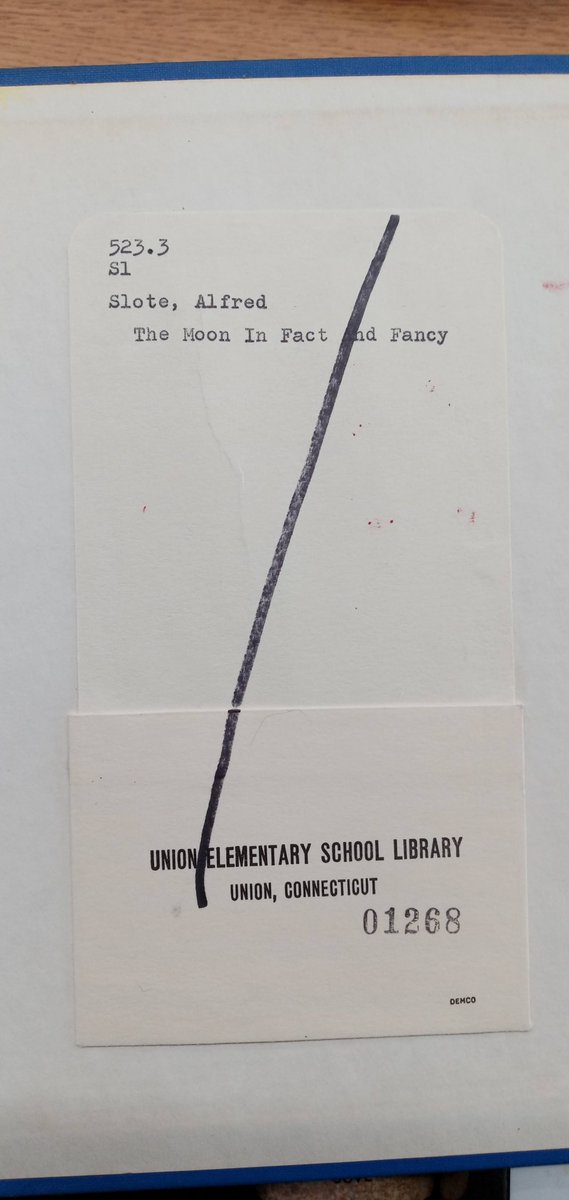 523.3
Sl
Slote, Alfred
The Moon In Fact And Fancy
UNION ELEMENTARY SCHOOL LIBRARY
UNION, CONNECTICUT
01268
DEMCO